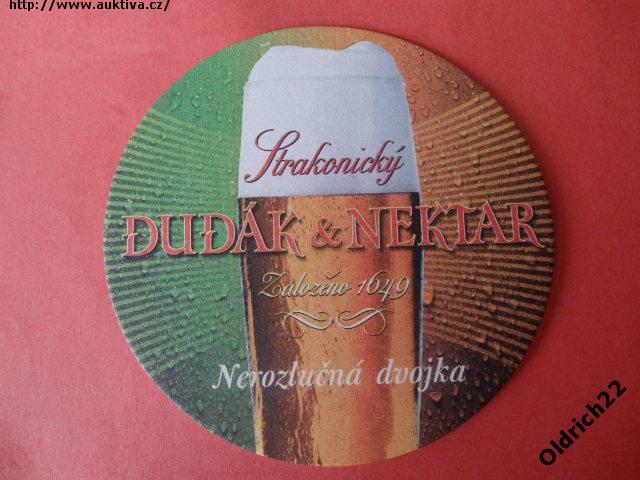 http://www.auktiva.cz/
Strakonický
DUDÁK & NEKTAR
Založeno 1649
Nerozlučná dvojka
Oldrich22